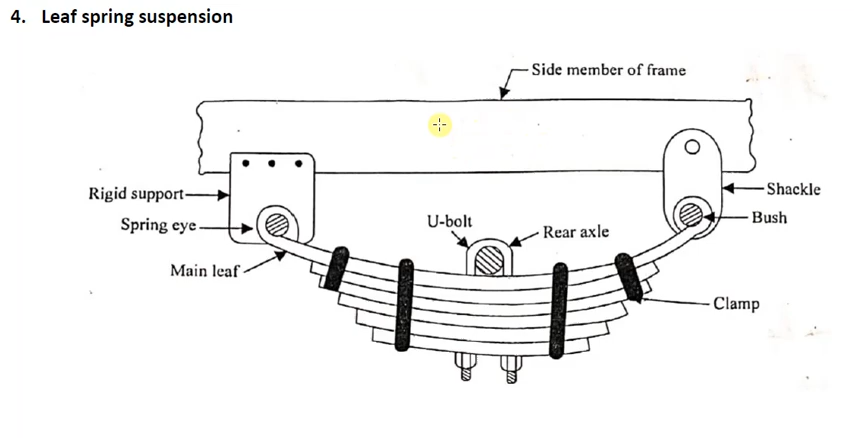 4. Leaf spring suspension
Side member of frame
Rigid support
Shackle
Spring eye
U-bolt
Bush
Rear axle
Main leaf
Clamp